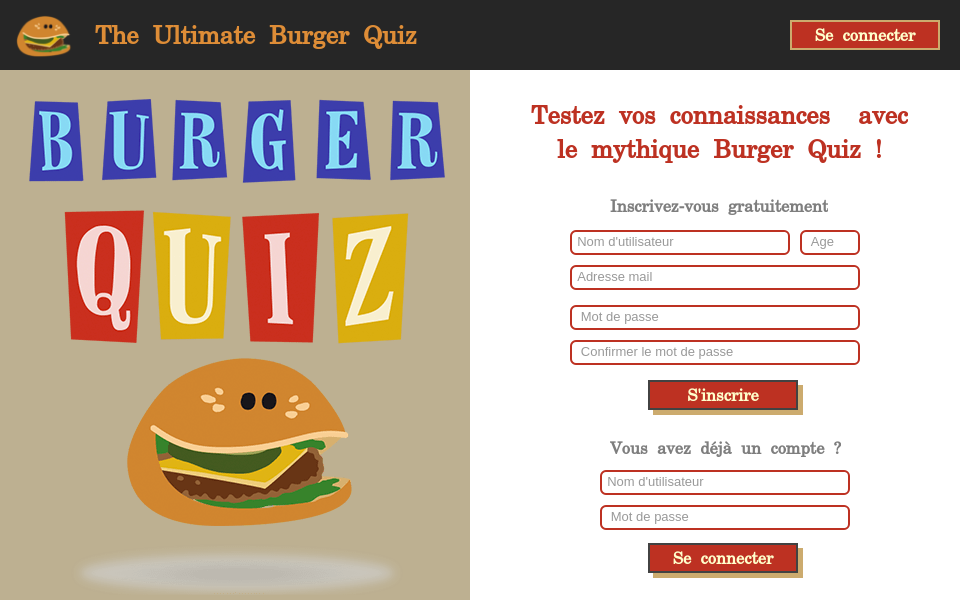 The Ultimate Burger Quiz
Se connecter
BURGER
QUIZ
Testez vos connaissances avec
le mythique Burger Quiz !
Inscrivez-vous gratuitement
Nom d'utilisateur
Age
Adresse mail
Mot de passe
Confirmer le mot de passe
S'inscrire
Vous avez déjà un compte ?
Nom d'utilisateur
Mot de passe
Se connecter